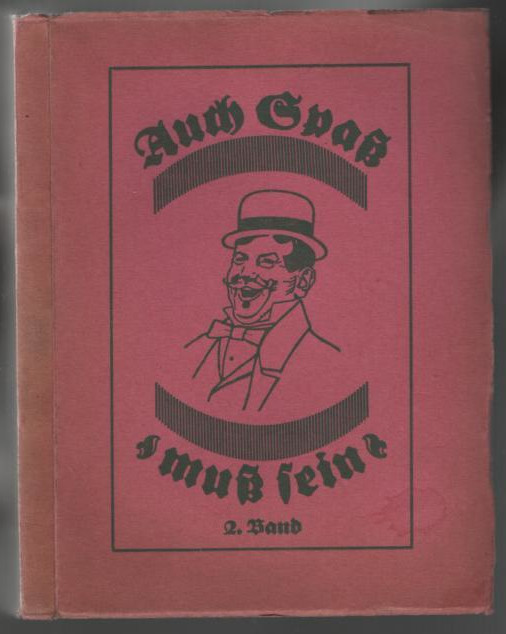 Auch Spaß
muß sein
2. Band